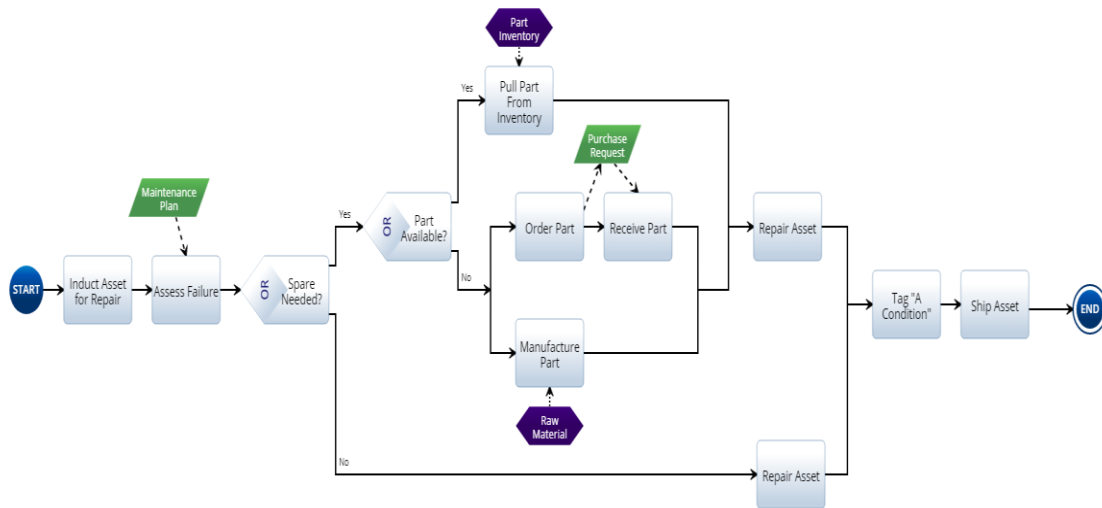 Part
Inventory
Yes
Pull Part
From
Inventory
Purchase
Request
Maintenance
Plan
Yes
OR
Part
Available?
Order Part
Receive Part
Repair Asset
No
START
Induct Asset
for Repair
Assess Failure
OR
Spare
Needed?
Tag "A
Condition"
Ship Asset
END
Manufacture
Part
Raw
Material
No
Repair Asset